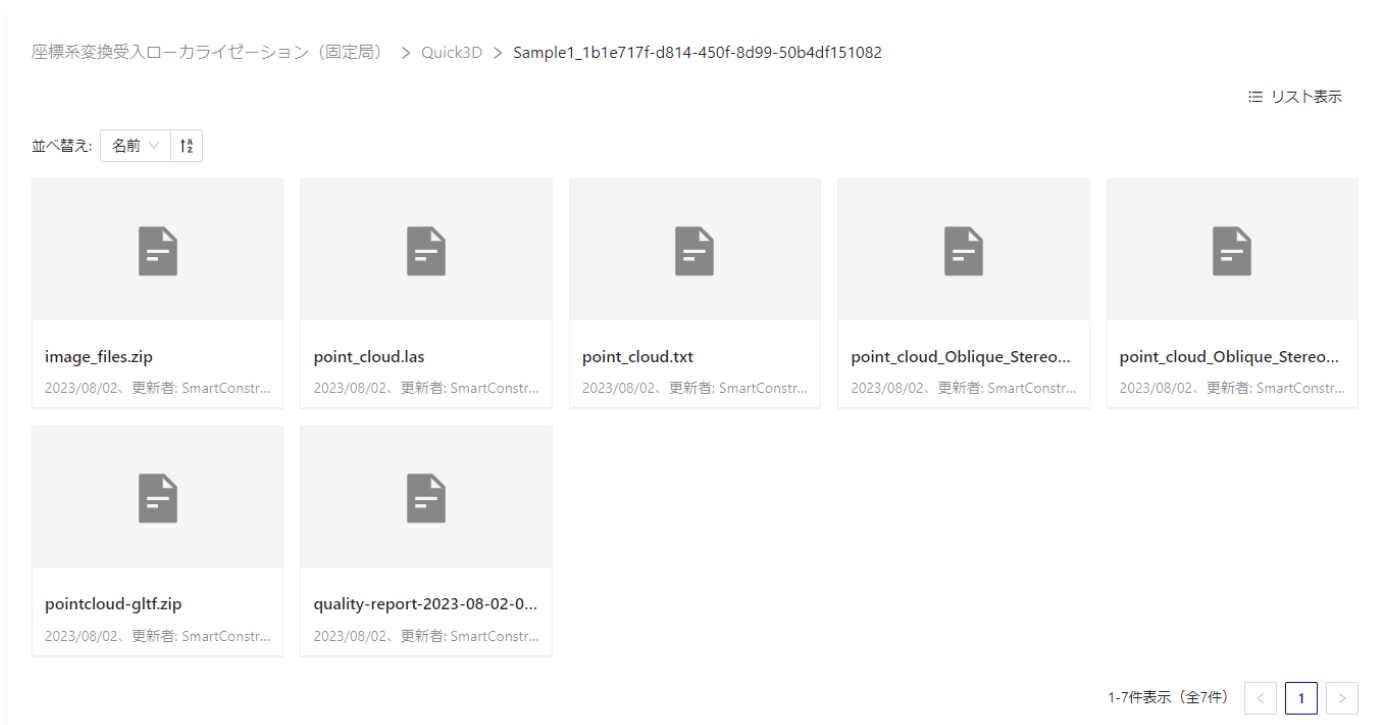 座標系変換受入ローカライゼーション（固定局） > Quick3D > Sample1_1b1e717f-d814-450f-8d99-50b4df151082
リスト表示
並べ替え: 名前
image_files.zip
2023/08/02、更新者: SmartConstr...
point_cloud.las
2023/08/02、更新者: SmartConstr...
point_cloud.txt
2023/08/02、更新者: SmartConstr...
point_cloud_Oblique_Stereo...
2023/08/02、更新者: SmartConstr...
point_cloud_Oblique_Stereo...
2023/08/02、更新者: SmartConstr...
pointcloud-gltf.zip
2023/08/02、更新者: SmartConstr...
quality-report-2023-08-02-0...
2023/08/02、更新者: SmartConstr...
1-7件表示（全7件） < 1 >